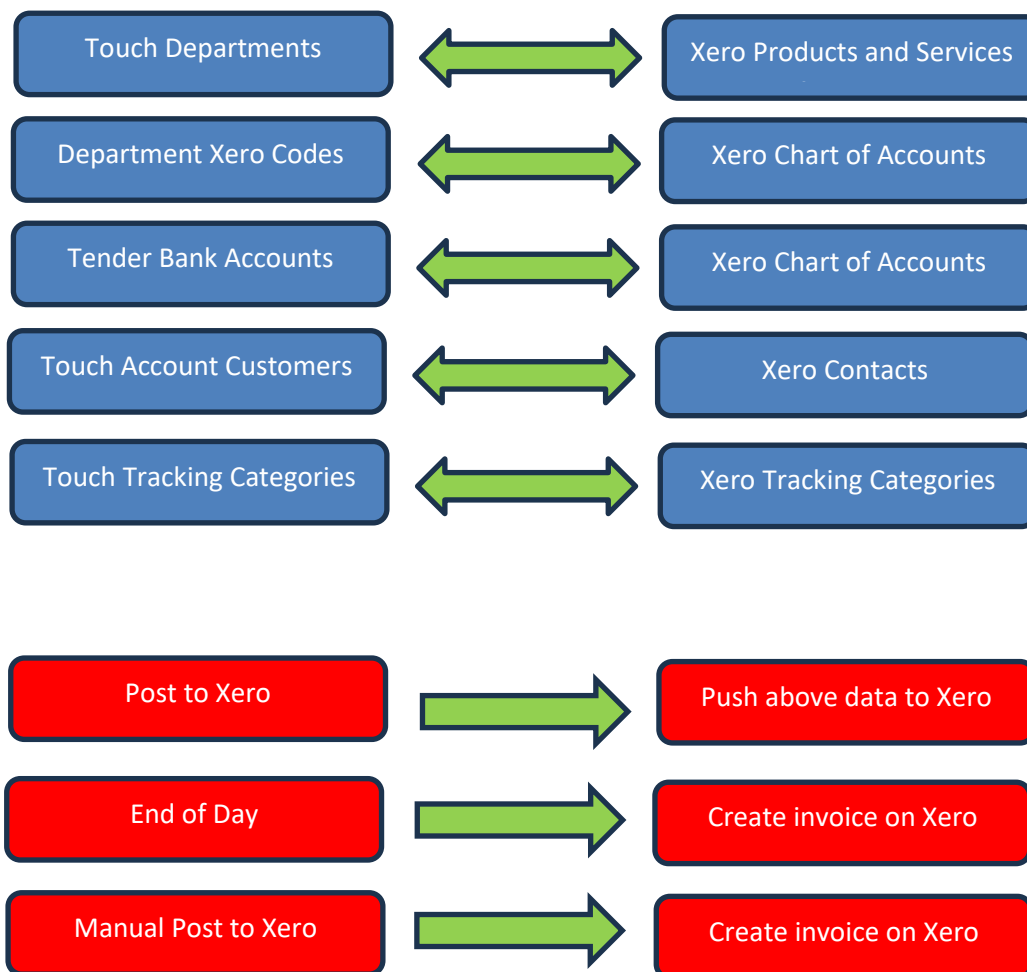 Touch Departments
Xero Products and Services
Department Xero Codes
Xero Chart of Accounts
Tender Bank Accounts
Xero Chart of Accounts
Touch Account Customers
Xero Contacts
Touch Tracking Categories
Xero Tracking Categories
Post to Xero
Push above data to Xero
End of Day
Create invoice on Xero
Manual Post to Xero
Create invoice on Xero